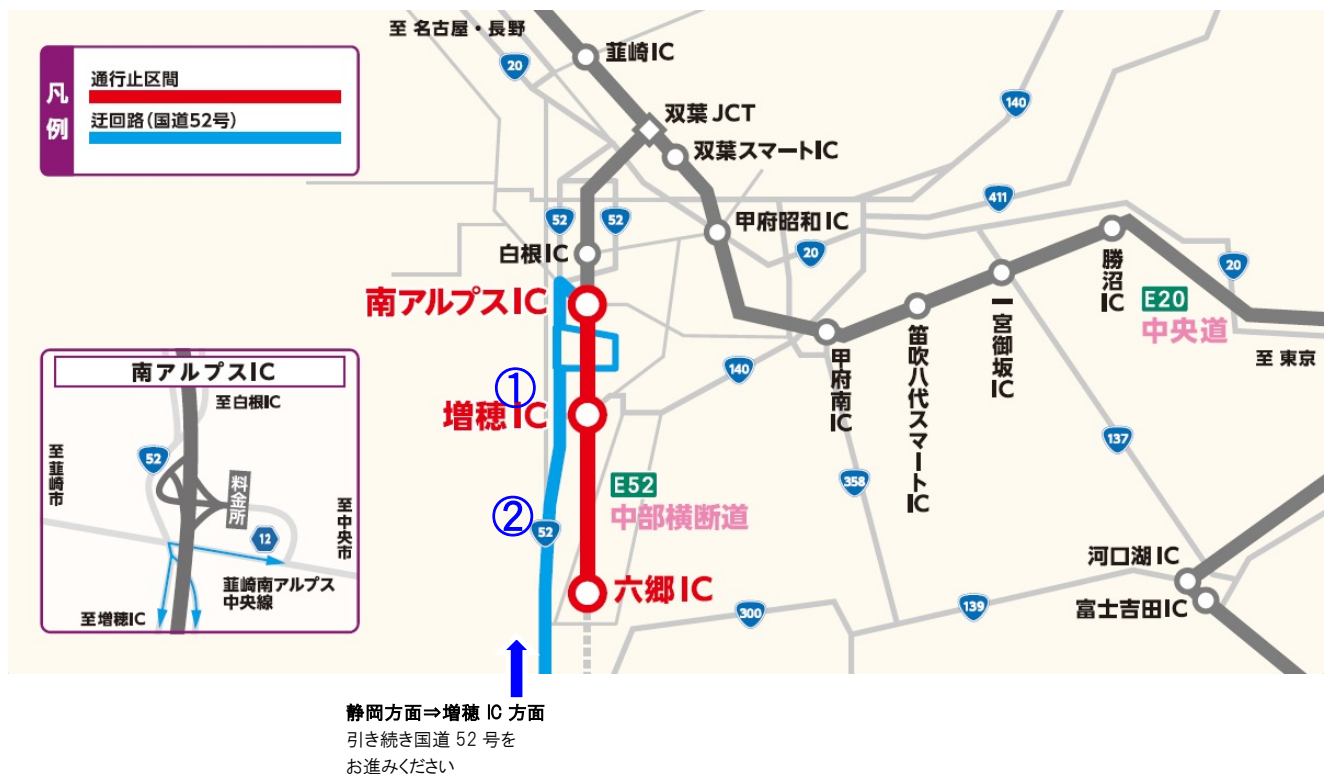 至 名古屋・長野
韮崎IC
凡例
通行止区間
迂回路(国道52号)
20
140
双葉JCT
双葉スマートIC
411
52
52
甲府昭和IC
20
白根IC
勝沼IC
20
南アルプスIC
E20
中央道
一宮御坂IC
笛吹八代スマートIC
甲府南IC
至 東京
140
①
増穂IC
137
E52
中部横断道
358
②
52
河口湖IC
六郷IC
富士吉田IC
300
139
南アルプスIC
至白根IC
52
至韮崎市
料金所
至中央市
12
韮崎南アルプス
中央線
至増穂IC
静岡方面⇒増穂 IC 方面
引き続き国道 52 号を
お進みください